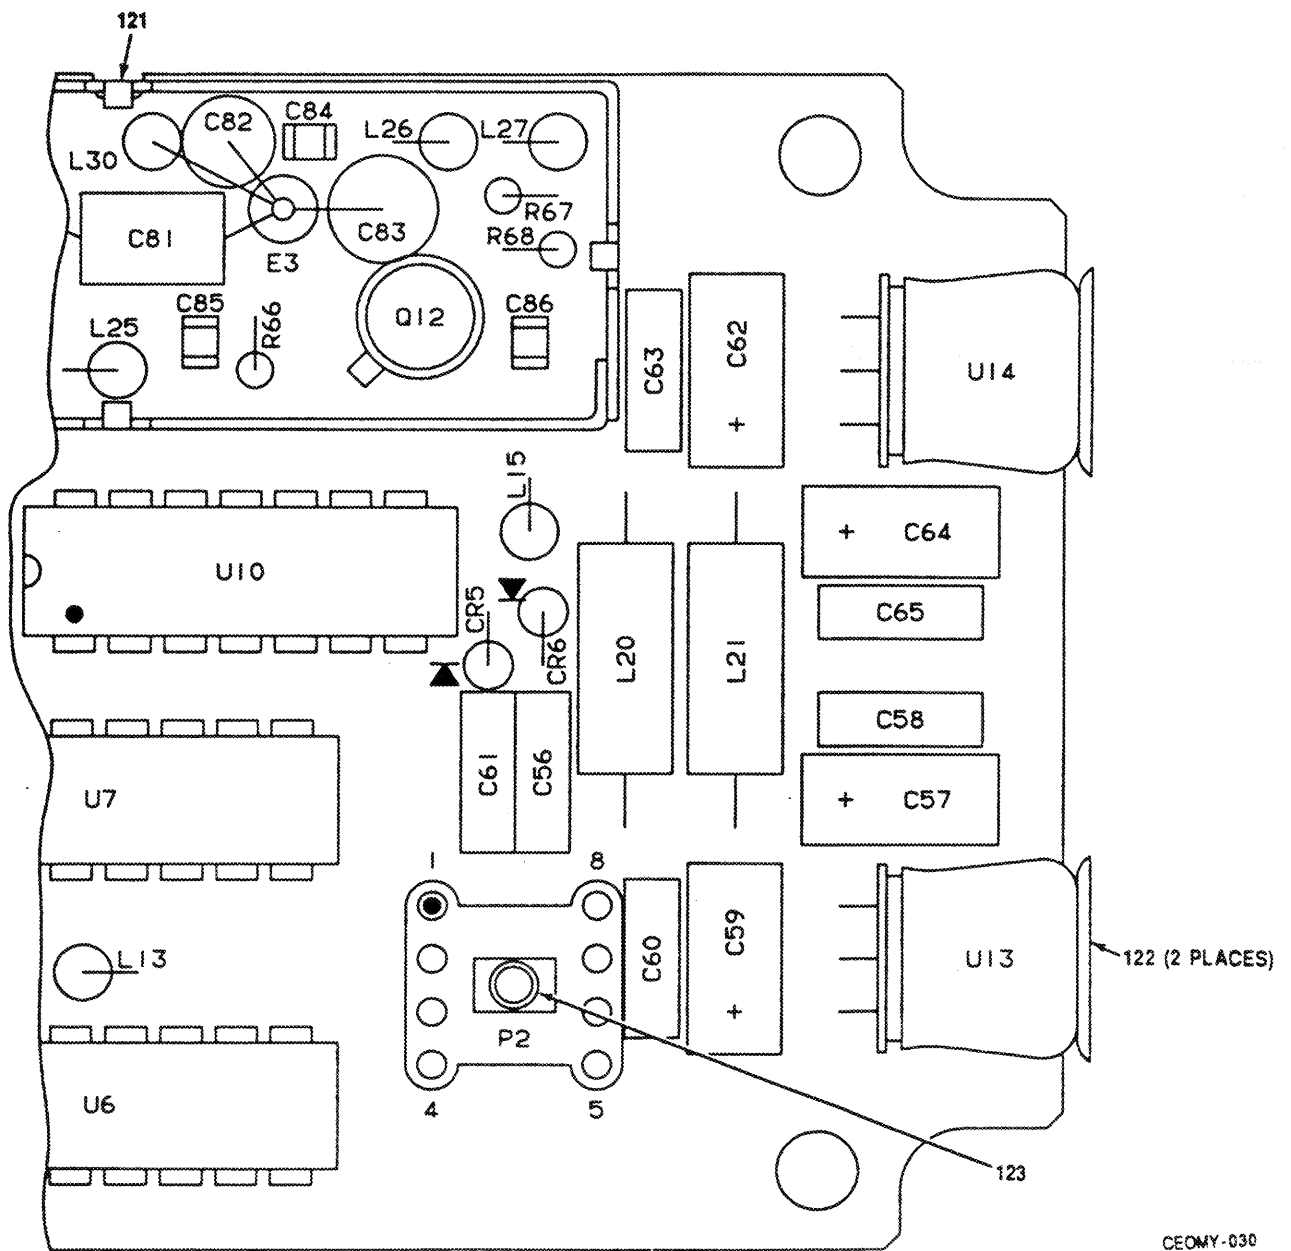 121
C84
C82
L26
L27
L30
R67
C81
C83
R68
E3
C85
C86
L25
R66
Q12
C63
C62
+
U14
L15
U10
+ C64
CR5
C65
CR6
L20
L21
C58
U7
C61
C56
+ C57
1
8
L13
C60
C59
+
U13
122 (2 PLACES)
P2
U6
4
5
123
CEOMY-030